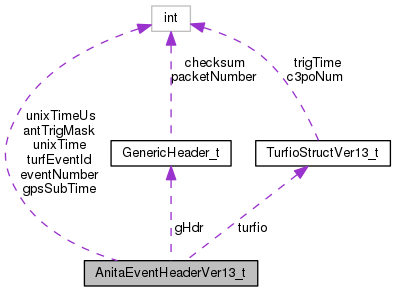 int
checksum
packetNumber
trigTime
c3poNum
unixTimeUs
antTrigMask
unixTime
turfEventId
eventNumber
gpsSubTime
GenericHeader_t
TurfioStructVer13_t
gHdr
turfio
AnitaEventHeaderVer13_t